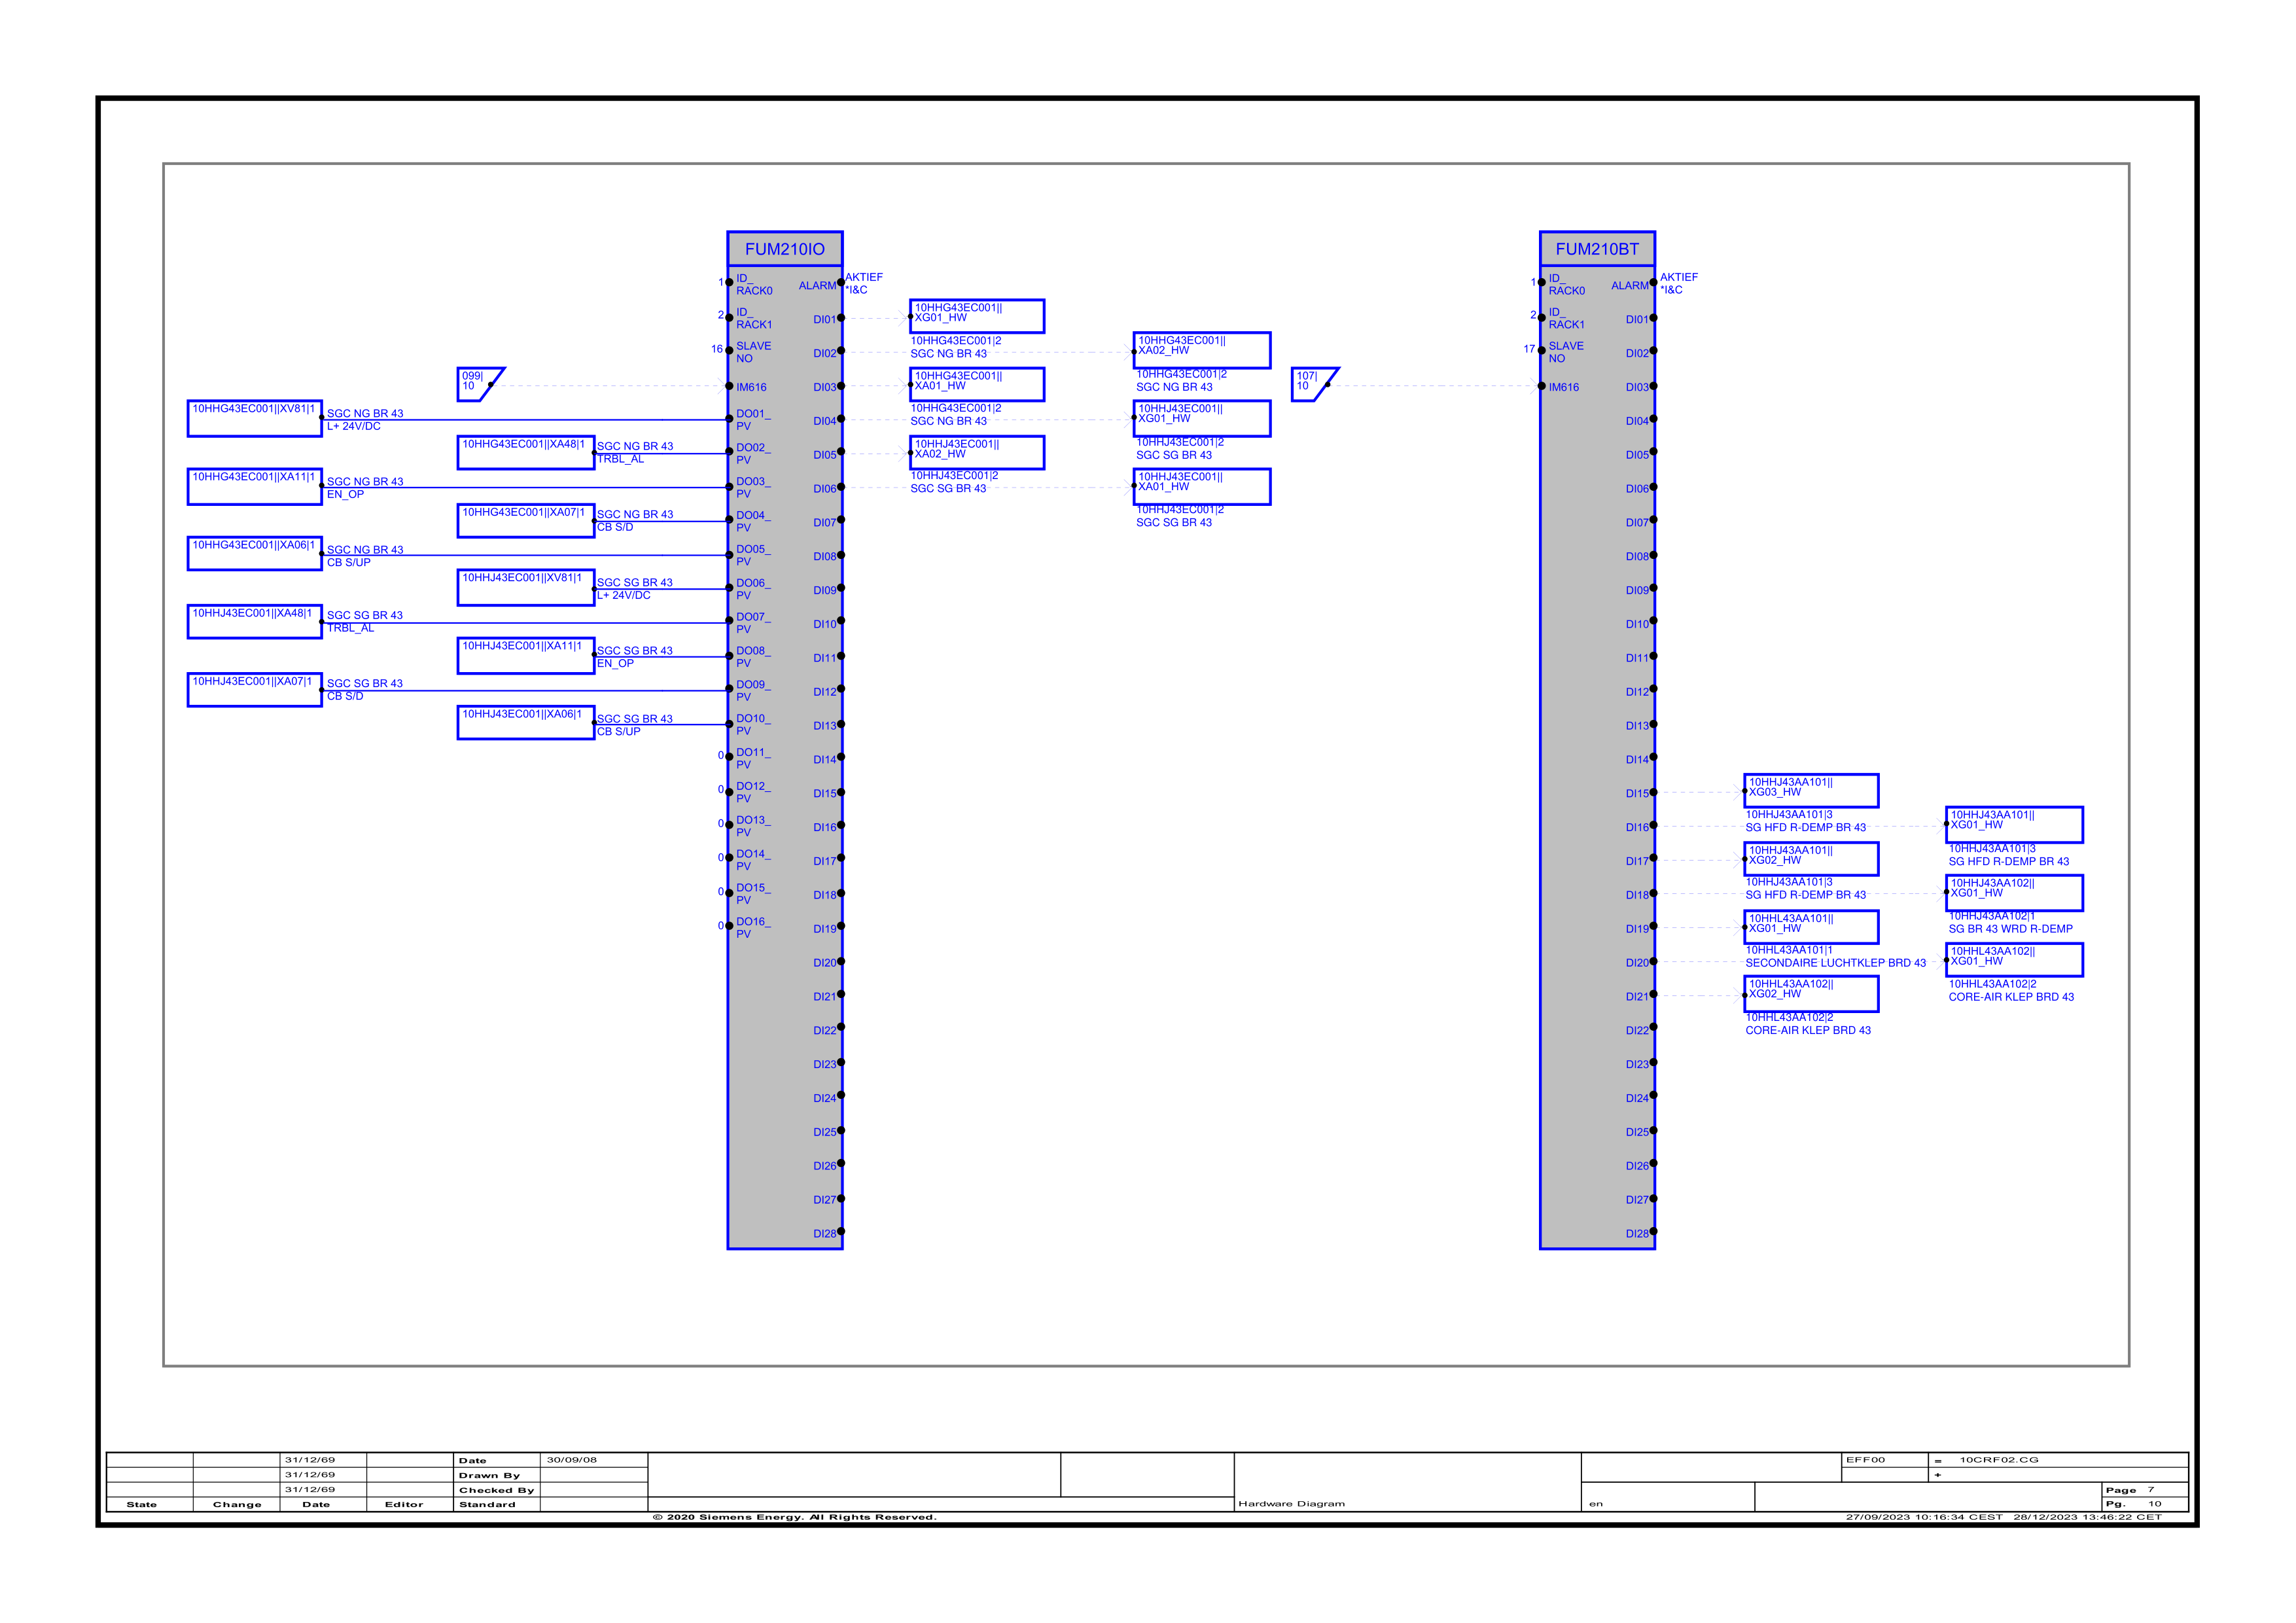 FUM210IO
1 ID_
RACK0
2 ID_
RACK1
16 SLAVE
NO
IM616
099|
10
10HHG43EC001||XV81|1
SGC NG BR 43
L+ 24V/DC
DO01_
PV
10HHG43EC001||XA48|1
SGC NG BR 43
TRBL_AL
DO02_
PV
10HHG43EC001||XA11|1
SGC NG BR 43
EN_OP
DO03_
PV
10HHG43EC001||XA07|1
SGC NG BR 43
CB S/D
DO04_
PV
10HHG43EC001||XA06|1
SGC NG BR 43
CB S/UP
DO05_
PV
10HHJ43EC001||XV81|1
SGC SG BR 43
L+ 24V/DC
DO06_
PV
10HHJ43EC001||XA48|1
SGC SG BR 43
TRBL_AL
DO07_
PV
10HHJ43EC001||XA11|1
SGC SG BR 43
EN_OP
DO08_
PV
10HHJ43EC001||XA07|1
SGC SG BR 43
CB S/D
DO09_
PV
10HHJ43EC001||XA06|1
SGC SG BR 43
CB S/UP
DO10_
PV
0 DO11_
PV
0 DO12_
PV
0 DO13_
PV
0 DO14_
PV
0 DO15_
PV
0 DO16_
PV
ALARM
AKTIEF
*I&C
DI01
10HHG43EC001||
XG01_HW
10HHG43EC001|2
SGC NG BR 43
DI02
10HHG43EC001||
XA02_HW
10HHG43EC001|2
SGC NG BR 43
DI03
10HHG43EC001||
XA01_HW
10HHG43EC001|2
SGC NG BR 43
DI04
10HHJ43EC001||
XG01_HW
10HHJ43EC001|2
SGC SG BR 43
DI05
10HHJ43EC001||
XA02_HW
10HHJ43EC001|2
SGC SG BR 43
DI06
10HHJ43EC001||
XA01_HW
10HHJ43EC001|2
SGC SG BR 43
DI07
DI08
DI09
DI10
DI11
DI12
DI13
DI14
DI15
DI16
DI17
DI18
DI19
DI20
DI21
DI22
DI23
DI24
DI25
DI26
DI27
DI28
FUM210BT
1 ID_
RACK0
2 ID_
RACK1
17 SLAVE
NO
107|
10
IM616
ALARM
AKTIEF
*I&C
DI01
DI02
DI03
DI04
DI05
DI06
DI07
DI08
DI09
DI10
DI11
DI12
DI13
DI14
DI15
10HHJ43AA101||
XG03_HW
10HHJ43AA101|3
SG HFD R-DEMP BR 43
DI16
10HHJ43AA101||
XG01_HW
10HHJ43AA101|3
SG HFD R-DEMP BR 43
DI17
10HHJ43AA101||
XG02_HW
10HHJ43AA101|3
SG HFD R-DEMP BR 43
DI18
10HHJ43AA102||
XG01_HW
10HHJ43AA102|1
SG BR 43 WRD R-DEMP
DI19
10HHL43AA101||
XG01_HW
10HHL43AA101|1
SECONDAIRE LUCHTKLEP BRD 43
DI20
10HHL43AA102||
XG01_HW
10HHL43AA102|2
CORE-AIR KLEP BRD 43
DI21
10HHL43AA102||
XG02_HW
10HHL43AA102|2
CORE-AIR KLEP BRD 43
DI22
DI23
DI24
DI25
DI26
DI27
DI28
31/12/69 Date 30/09/08 EFF00 = 10CRF02.CG
31/12/69 Drawn By +
31/12/69 Checked By Page 7
State Change Date Editor Standard Hardware Diagram en Pg. 10
© 2020 Siemens Energy. All Rights Reserved. 27/09/2023 10:16:34 CEST 28/12/2023 13:46:22 CET